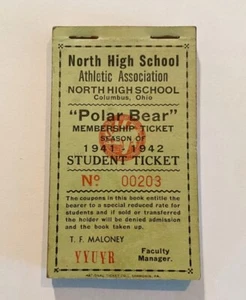 North High School
Athletic Association
NORTH HIGH SCHOOL
Columbus, Ohio
"Polar Bear"
MEMBERSHIP TICKET
SEASON OF
1941 - 1942
STUDENT TICKET
No. 00203
The coupons in this book entitle the
bearer to a special reduced rate for
students and if sold or transferred the
holder will be denied admission and
the book taken up.
T. F. MALONEY
YYUYR
Faculty
Manager.